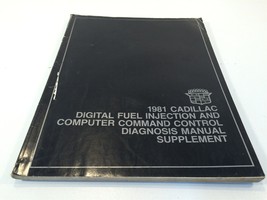 1981 CADILLAC
DIGITAL FUEL INJECTION AND
COMPUTER COMMAND CONTROL
DIAGNOSIS MANUAL
SUPPLEMENT